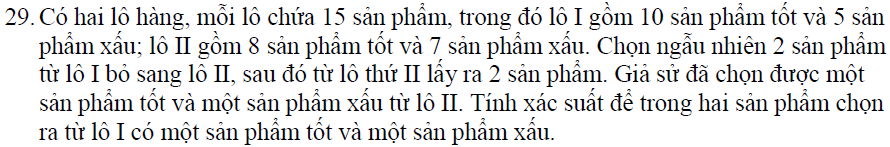 29. Có hai lô hàng, mỗi lô chứa 15 sản phẩm, trong đó lô I gồm 10 sản phẩm tốt và 5 sản
phẩm xấu; lô II gồm 8 sản phẩm tốt và 7 sản phẩm xấu. Chọn ngẫu nhiên 2 sản phẩm
từ lô I bỏ sang lô II, sau đó từ lô thứ II lấy ra 2 sản phẩm. Giả sử đã chọn được một
sản phẩm tốt và một sản phẩm xấu từ lô II. Tính xác suất để trong hai sản phẩm chọn
ra từ lô I có một sản phẩm tốt và một sản phẩm xấu.